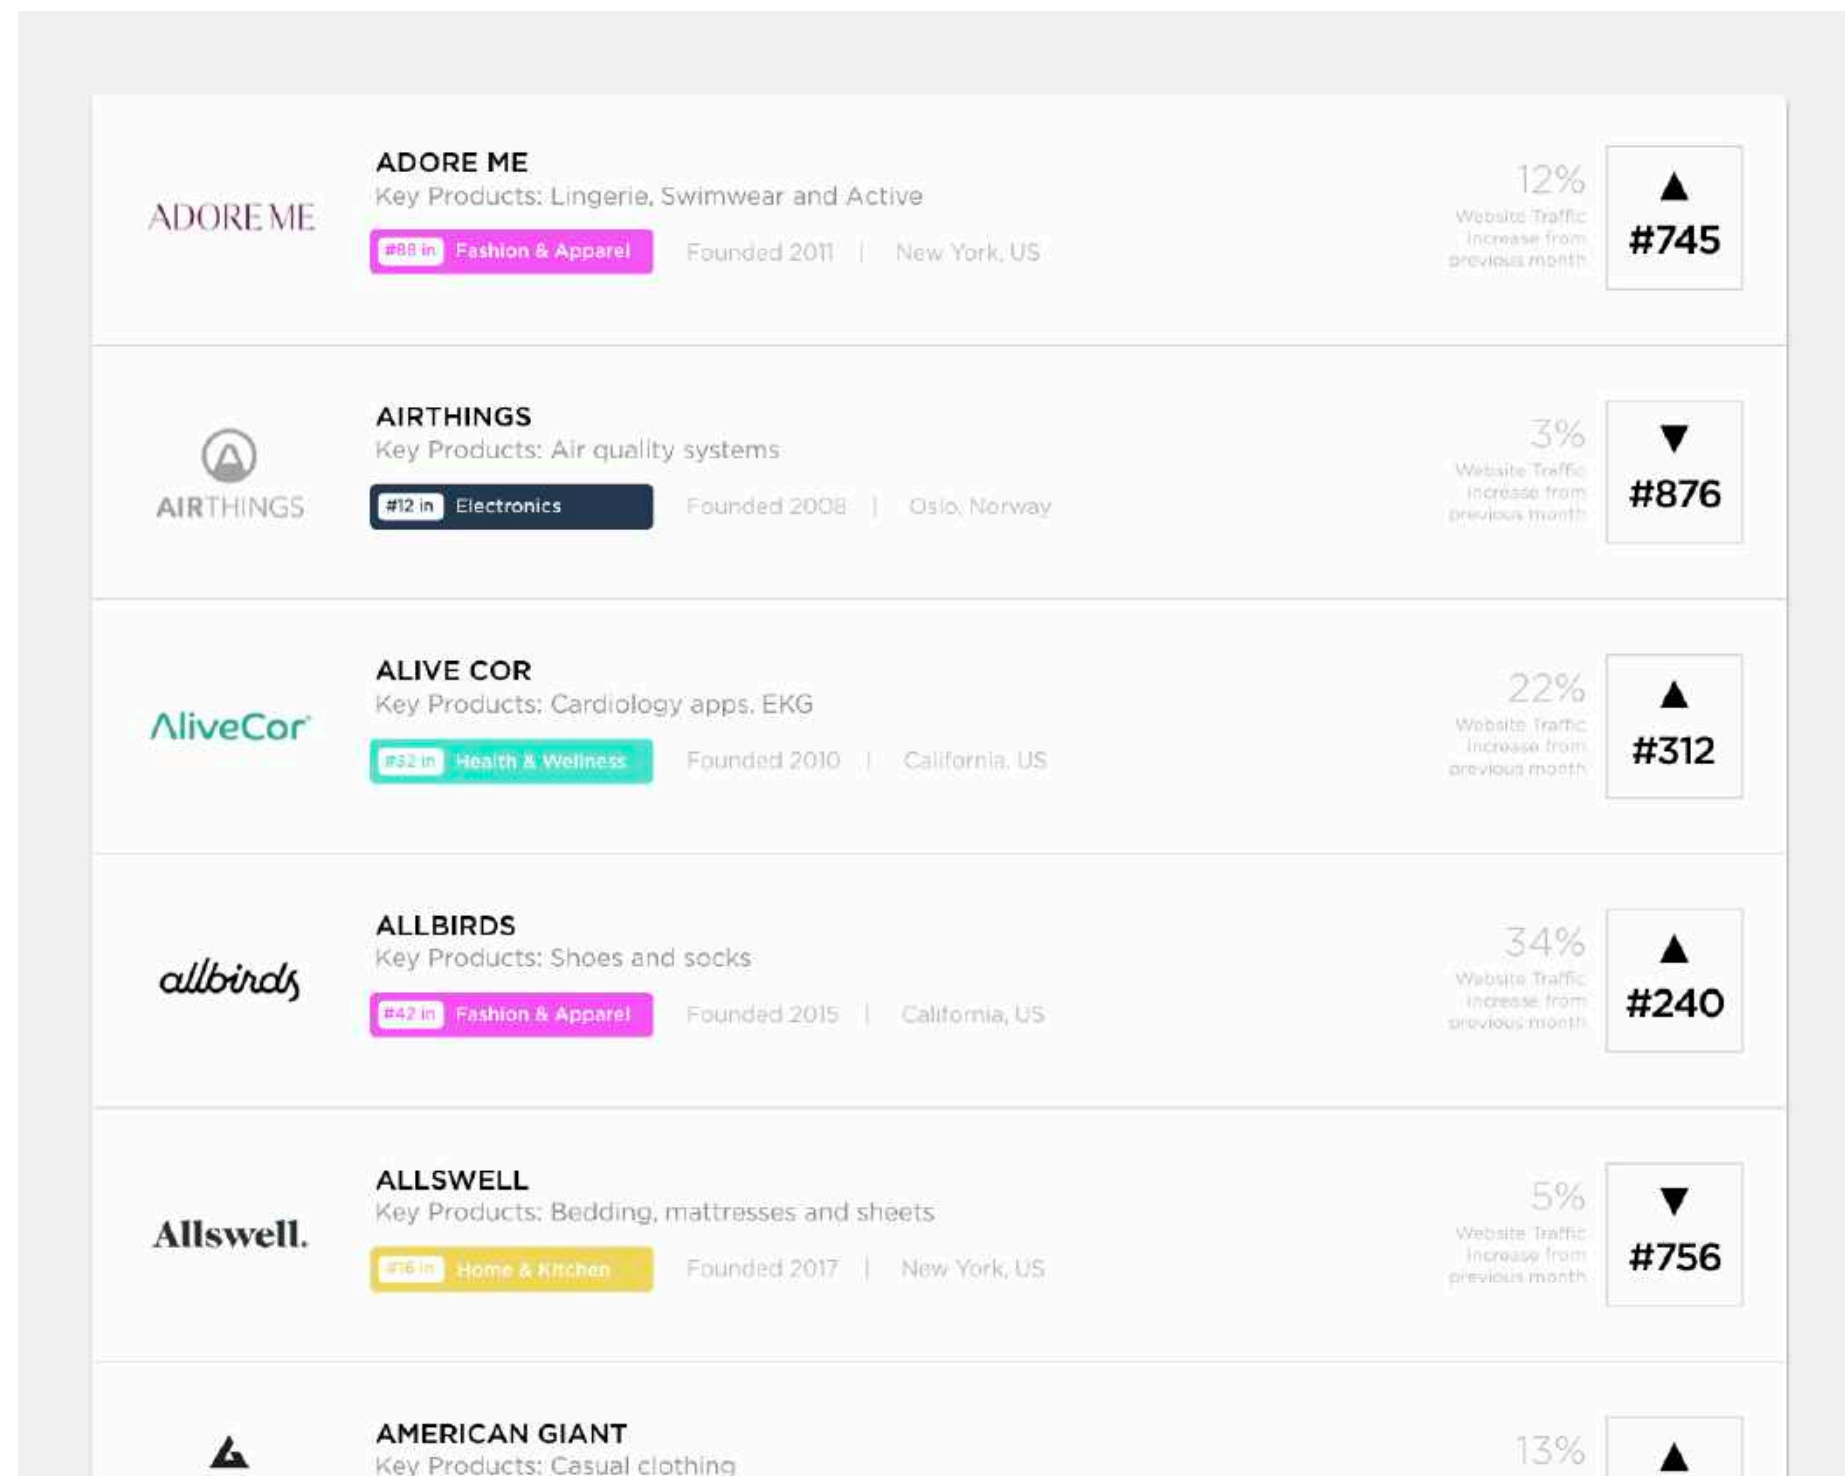 ADORE ME
ADORE ME
Key Products: Lingerie, Swimwear and Active
#88 in Fashion & Apparel Founded 2011 | New York, US
12%
Website Traffic
Increase from
previous month
#745
AIRTHINGS
AIRTHINGS
Key Products: Air quality systems
#12 in Electronics Founded 2008 | Oslo, Norway
3%
Website Traffic
Increase from
previous month
#876
AliveCor
ALIVE COR
Key Products: Cardiology apps, EKG
#32 in Health & Wellness Founded 2010 | California, US
22%
Website Traffic
Increase from
previous month
#312
allbirds
ALLBIRDS
Key Products: Shoes and socks
#42 in Fashion & Apparel Founded 2015 | California, US
34%
Website Traffic
Increase from
previous month
#240
Allswell.
ALLSWELL
Key Products: Bedding, mattresses and sheets
#16 in Home & Kitchen Founded 2017 | New York, US
5%
Website Traffic
Increase from
previous month
#756
AMERICAN GIANT
Key Products: Casual clothing
13%